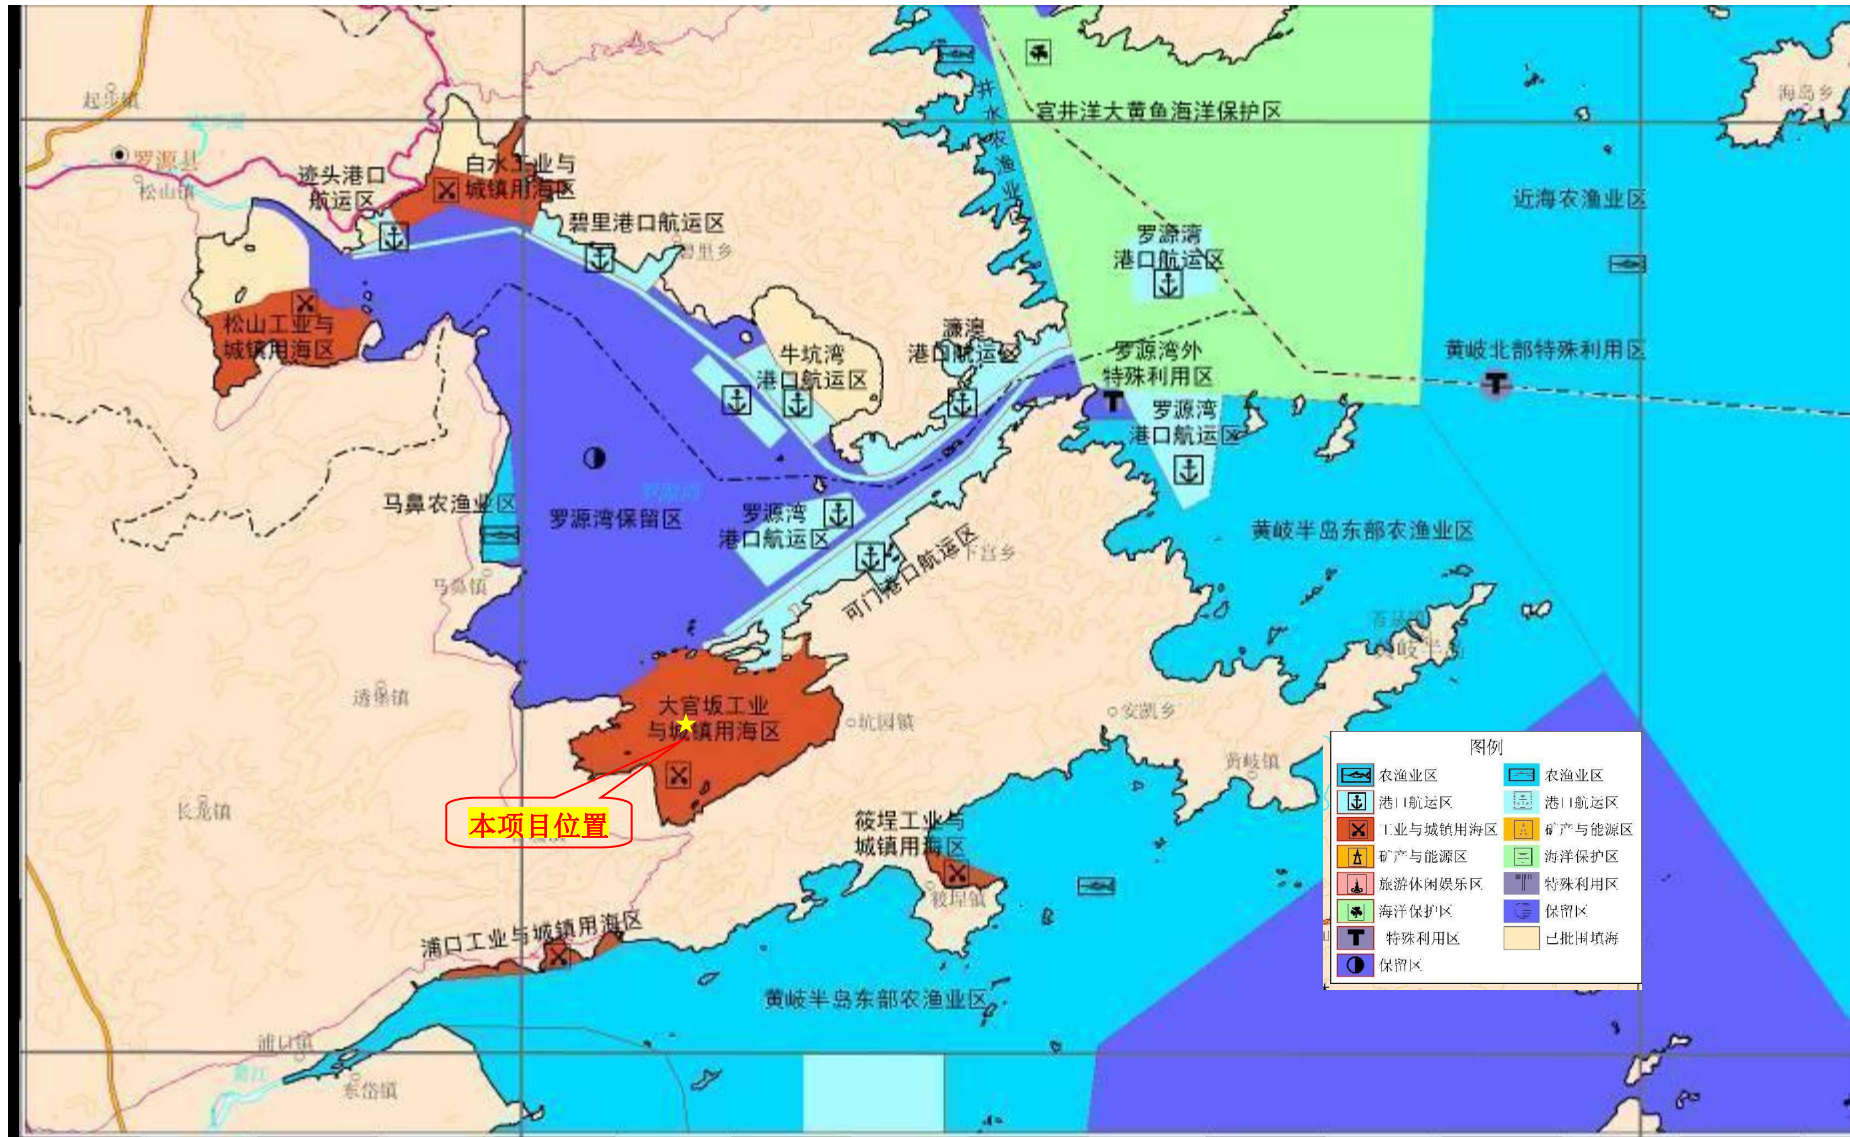 起步镇
罗源县
松山镇
迹头港口
航运区
白水工业与
城镇用海区
碧里港口航运区
碧里乡
井水农渔业区
官井洋大黄鱼海洋保护区
海岛乡
近海农渔业区
罗源湾
港口航运区
松山工业与
城镇用海区
牛坑湾
港口航运区
濂澳
港口航运区
罗源湾外
特殊利用区
黄岐北部特殊利用区
罗源湾
港口航运区
马鼻农渔业区
罗源湾保留区
罗源湾
港口航运区
可门港口航运区
下宫乡
黄岐半岛东部农渔业区
马鼻镇
苔菉镇
黄岐半岛
透堡镇
大官坂工业
与城镇用海区
坑园镇
安凯乡
黄岐镇
长龙镇
本项目位置
筱埕工业与
城镇用海区
筱埕镇
浦口工业与城镇用海区
黄岐半岛东部农渔业区
浦口镇
东岱镇
图例
农渔业区
农渔业区
港口航运区
港口航运区
工业与城镇用海区
矿产与能源区
矿产与能源区
海洋保护区
旅游休闲娱乐区
特殊利用区
海洋保护区
保留区
特殊利用区
已批围填海
保留区